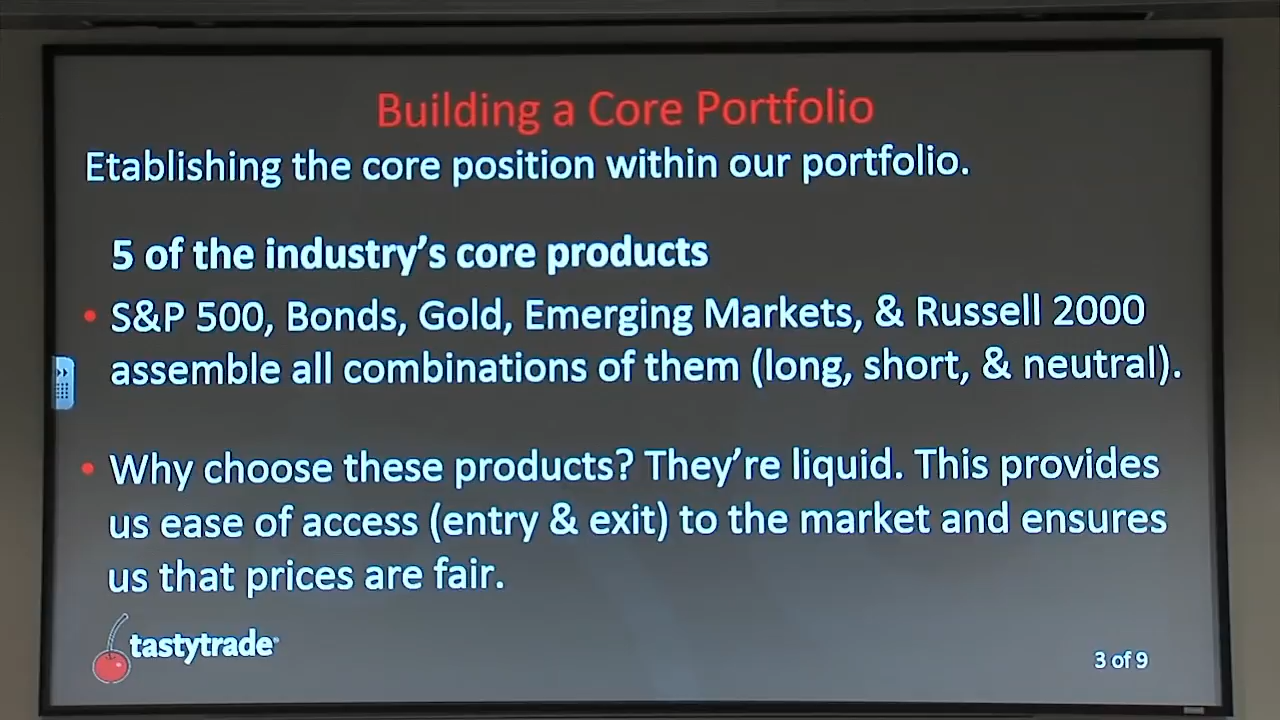 Building a Core Portfolio
Etablishing the core position within our portfolio.
5 of the industry's core products
• S&P 500, Bonds, Gold, Emerging Markets, & Russell 2000
assemble all combinations of them (long, short, & neutral).
• Why choose these products? They're liquid. This provides
us ease of access (entry & exit) to the market and ensures
us that prices are fair.
tastytrade
3 of 9